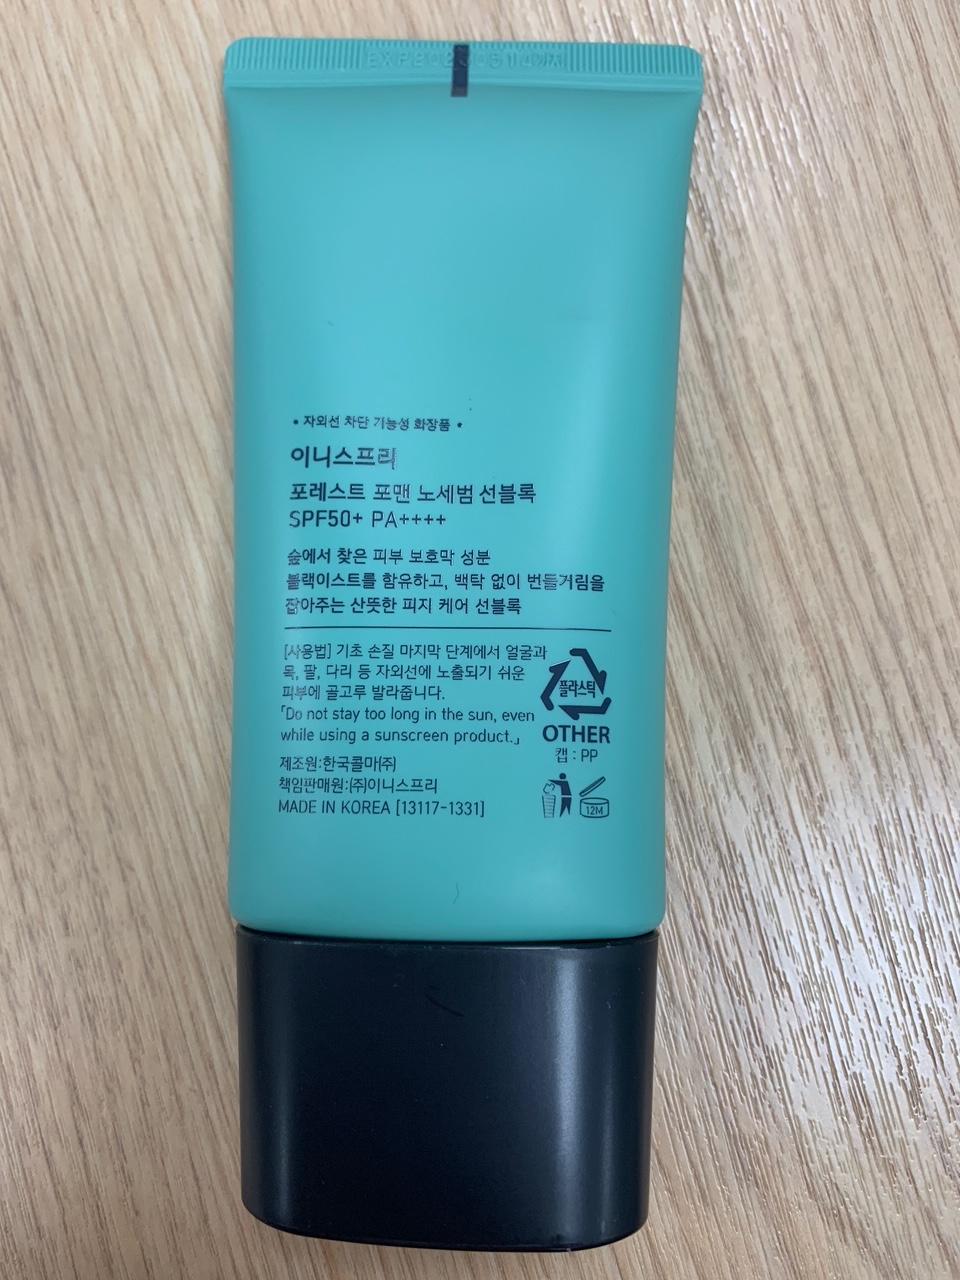 • 자외선 차단 기능성 화장품 •
이니스프리
포레스트 포맨 노세범 선블록
SPF50+ PA++++
숲에서 찾은 피부 보호막 성분
블랙이스트를 함유하고, 백탁 없이 번들거림을
잡아주는 산뜻한 피지 케어 선블록
[사용법] 기초 손질 마지막 단계에서 얼굴과
목, 팔, 다리 등 자외선에 노출되기 쉬운
피부에 골고루 발라줍니다.
「Do not stay too long in the sun, even
while using a sunscreen product.」
플라스틱
OTHER
캡 : PP
제조원:한국콜마(주)
책임판매원:(주)이니스프리
MADE IN KOREA [13117-1331]
12M